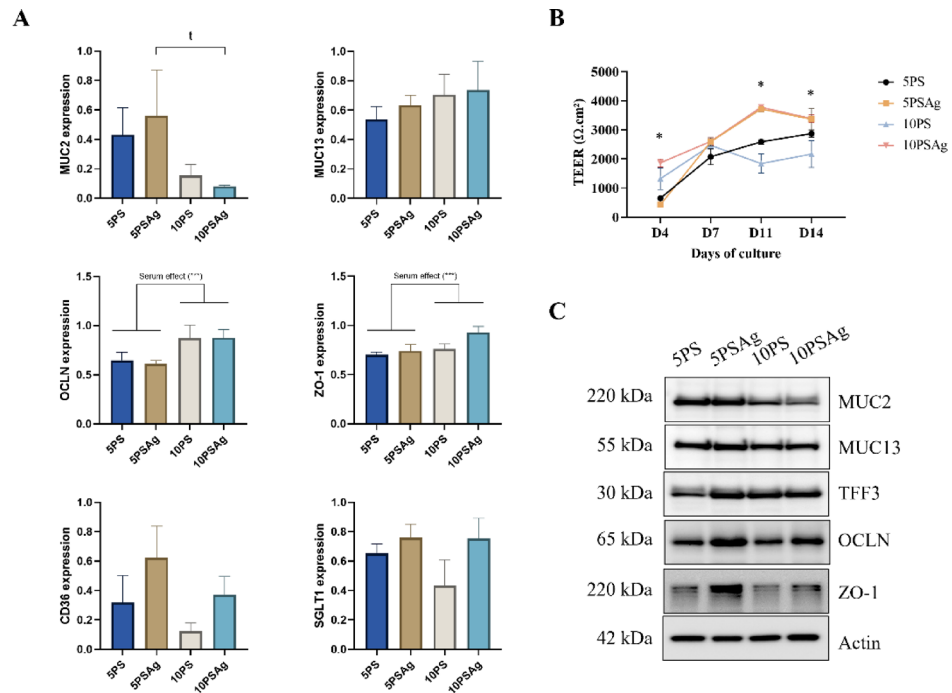 A
MUC2 expression
1.0
0.8
0.6
0.4
0.2
0.0
t
5PS
5PSAg
10PS
10PSAg
MUC13 expression
1.0
0.8
0.6
0.4
0.2
0.0
5PS
5PSAg
10PS
10PSAg
OCLN expression
1.5
1.0
0.5
0.0
Serum effect (***)
5PS
5PSAg
10PS
10PSAg
ZO-1 expression
1.5
1.0
0.5
0.0
Serum effect (***)
5PS
5PSAg
10PS
10PSAg
CD36 expression
1.0
0.8
0.6
0.4
0.2
0.0
5PS
5PSAg
10PS
10PSAg
SGLT1 expression
1.0
0.8
0.6
0.4
0.2
0.0
5PS
5PSAg
10PS
10PSAg
B
TEER (Ω.cm²)
5000
4000
3000
2000
1000
0
*
*
*
D4 D7 D11 D14
Days of culture
5PS
5PSAg
10PS
10PSAg
C
5PS 5PSAg 10PS 10PSAg
220 kDa MUC2
55 kDa MUC13
30 kDa TFF3
65 kDa OCLN
220 kDa ZO-1
42 kDa Actin